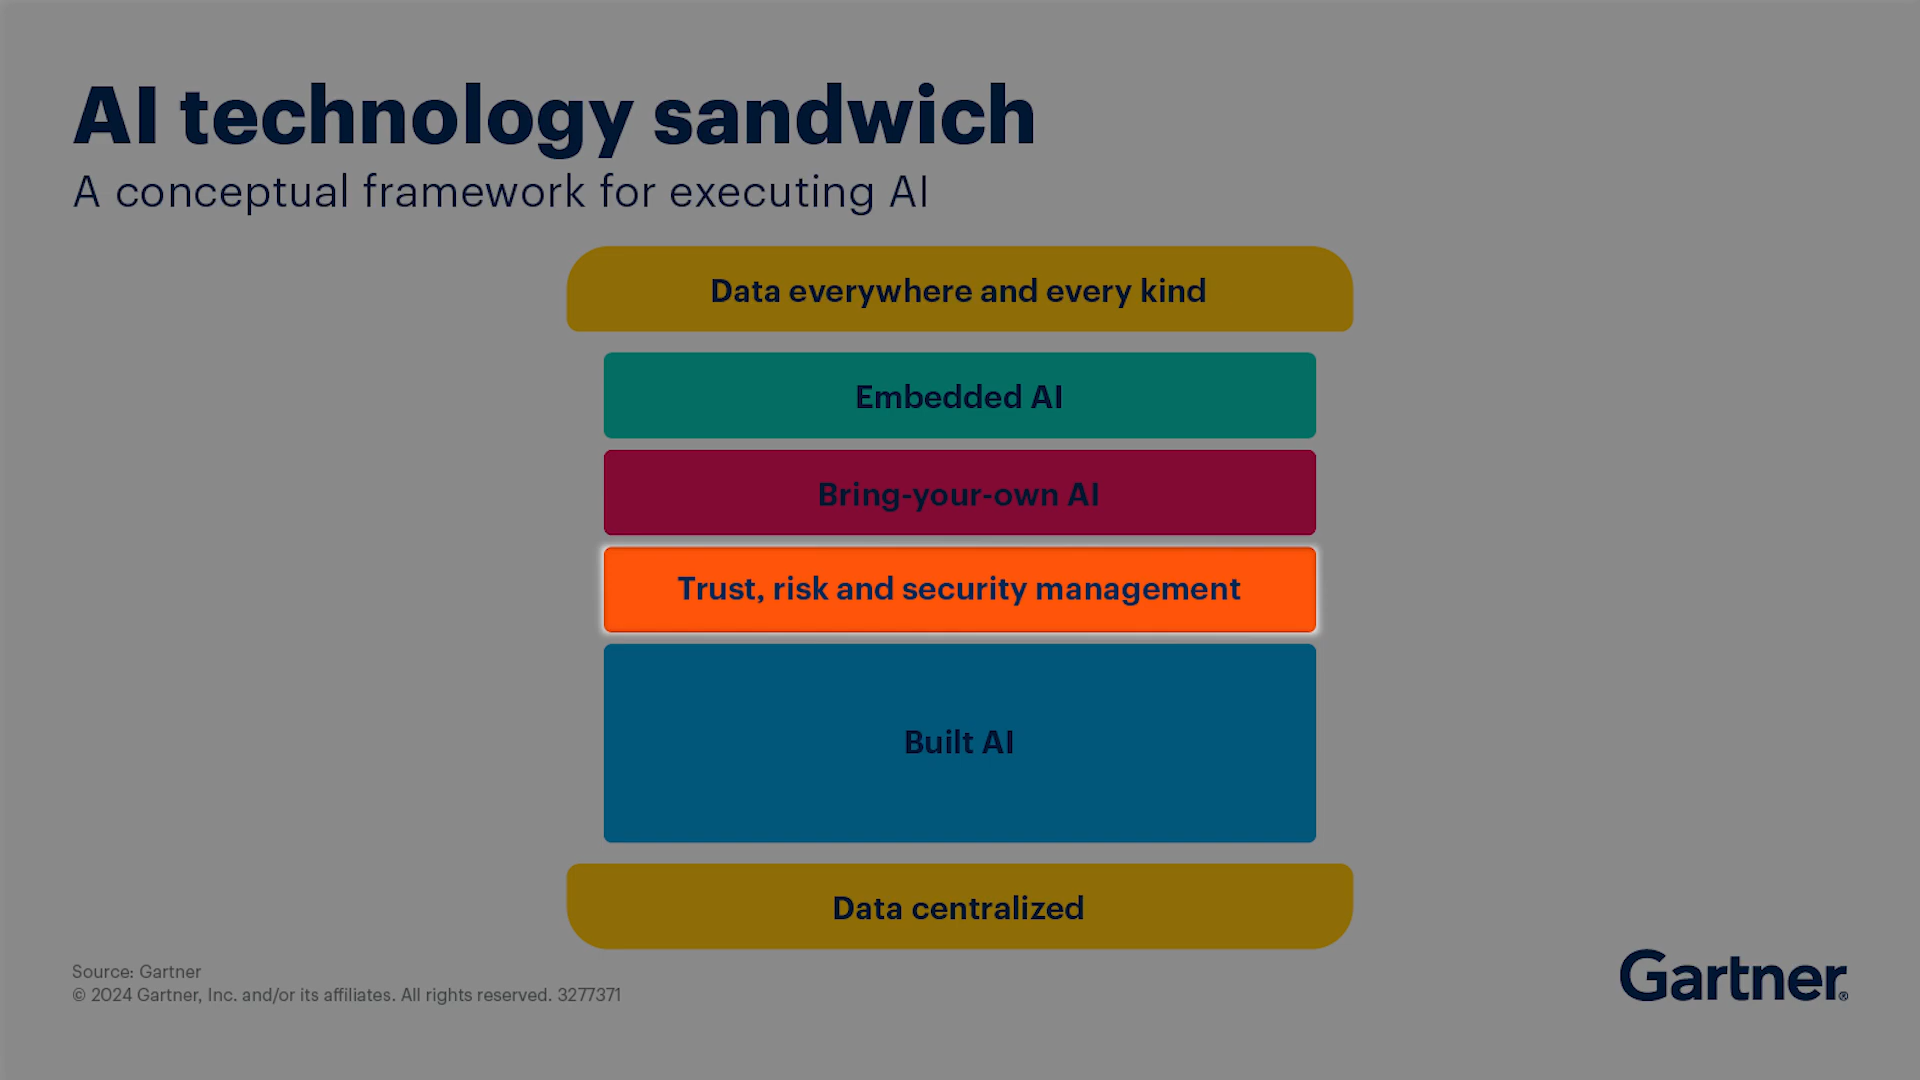 AI technology sandwich
A conceptual framework for executing AI
Data everywhere and every kind
Embedded AI
Bring-your-own AI
Trust, risk and security management
Built AI
Data centralized
Source: Gartner
© 2024 Gartner, Inc. and/or its affiliates. All rights reserved. 3277371
Gartner®